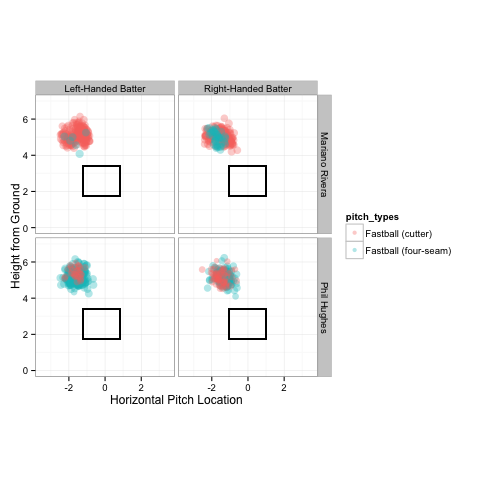 Left-Handed Batter
Right-Handed Batter
6
4
2
0
Mariano Rivera
6
4
2
0
Phil Hughes
-2
0
2
-2
0
2
Height from Ground
Horizontal Pitch Location
pitch_types
Fastball (cutter)
Fastball (four-seam)